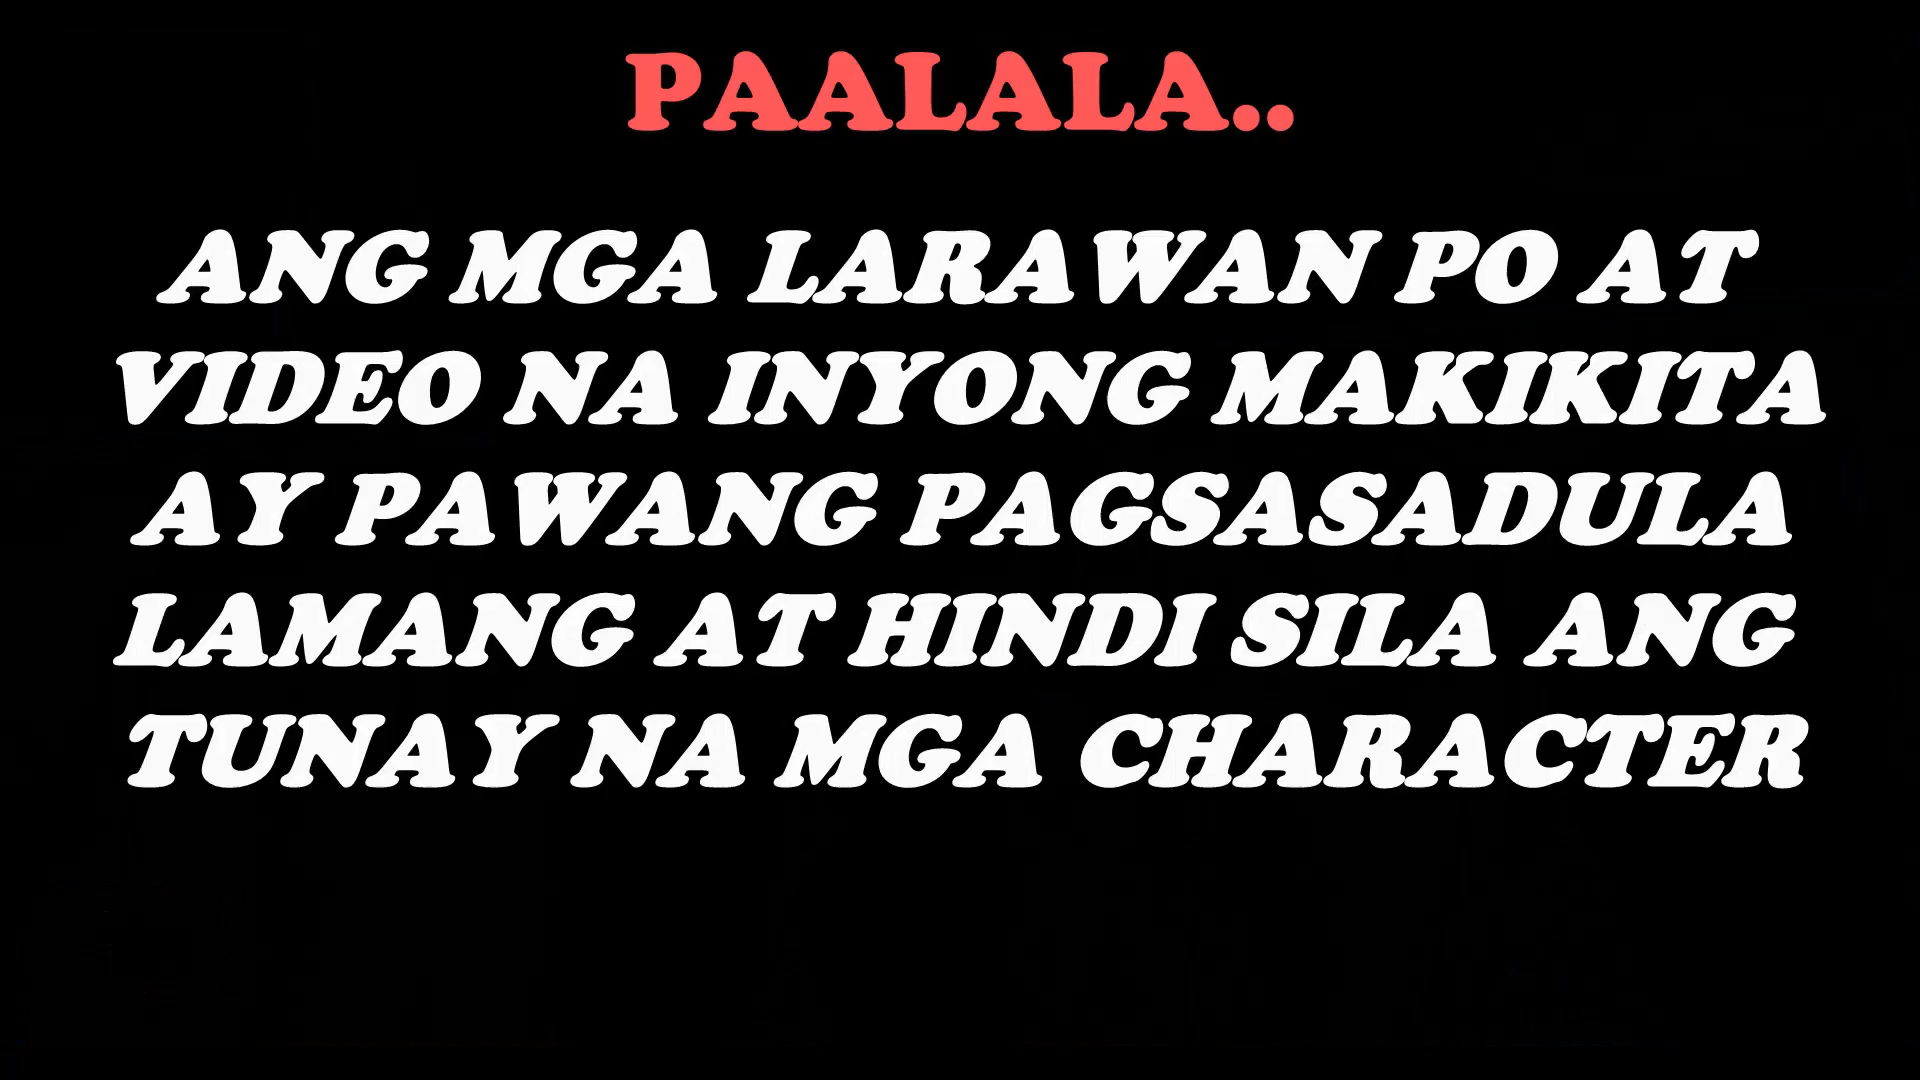 PAALALA..
ANG MGA LARAWAN PO AT
VIDEO NA INYONG MAKIKITA
AY PAWANG PAGSASADULA
LAMANG AT HINDI SILA ANG
TUNAY NA MGA CHARACTER